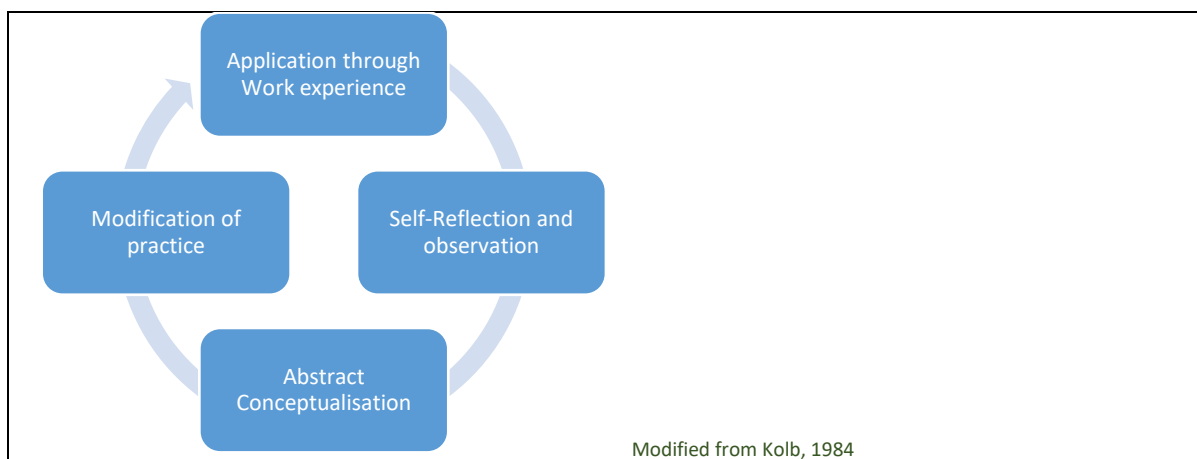 Application through
Work experience
Self-Reflection and
observation
Abstract
Conceptualisation
Modification of
practice
Modified from Kolb, 1984